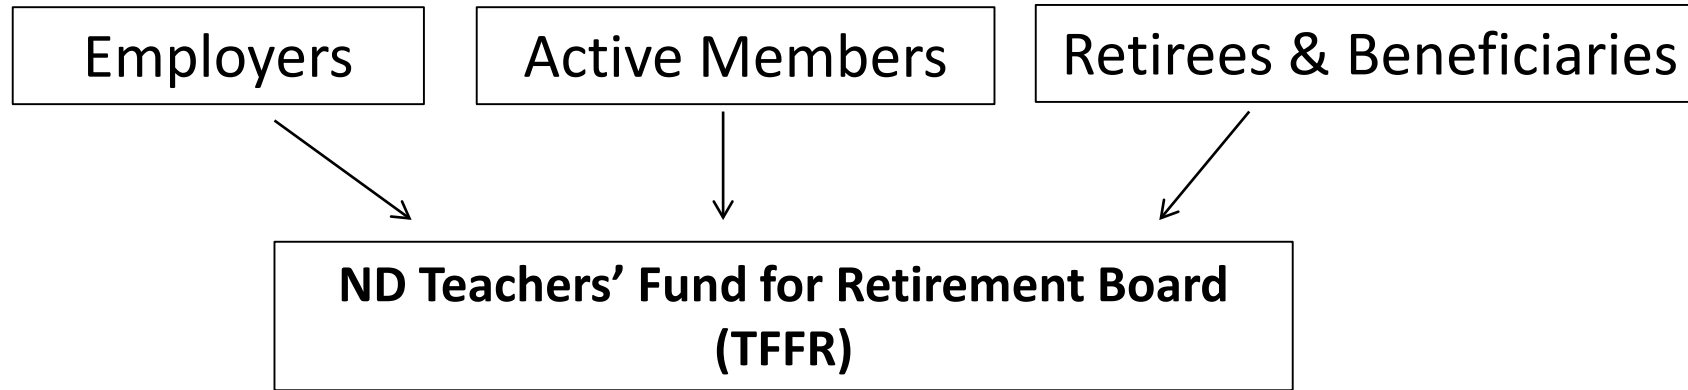 Employers
Active Members
Retirees & Beneficiaries
ND Teachers’ Fund for Retirement Board
(TFFR)